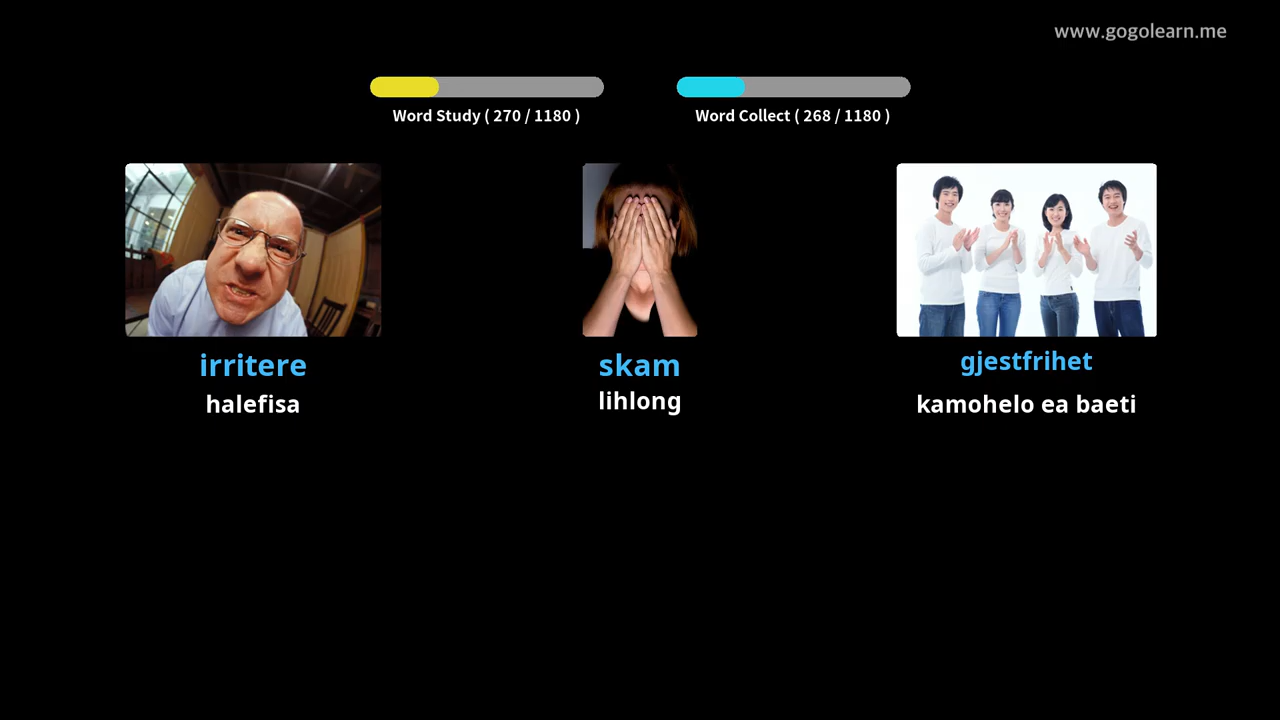 www.gogolearn.me
Word Study ( 270 / 1180 )
Word Collect ( 268 / 1180 )
irritere
halefisa
skam
lihlong
gjestfrihet
kamohelo ea baeti